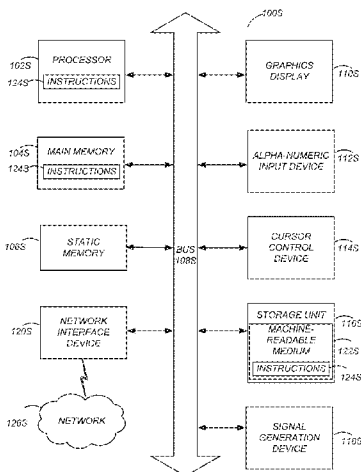 100S
PROCESSOR
102S
124S
INSTRUCTIONS
GRAPHICS
DISPLAY
110S
MAIN MEMORY
104S
124S
INSTRUCTIONS
ALPHA-NUMERIC
INPUT DEVICE
112S
STATIC
MEMORY
106S
BUS
108S
CURSOR
CONTROL
DEVICE
114S
NETWORK
INTERFACE
DEVICE
120S
STORAGE UNIT
116S
MACHINE-
READABLE
MEDIUM
122S
INSTRUCTIONS
124S
NETWORK
126S
SIGNAL
GENERATION
DEVICE
118S